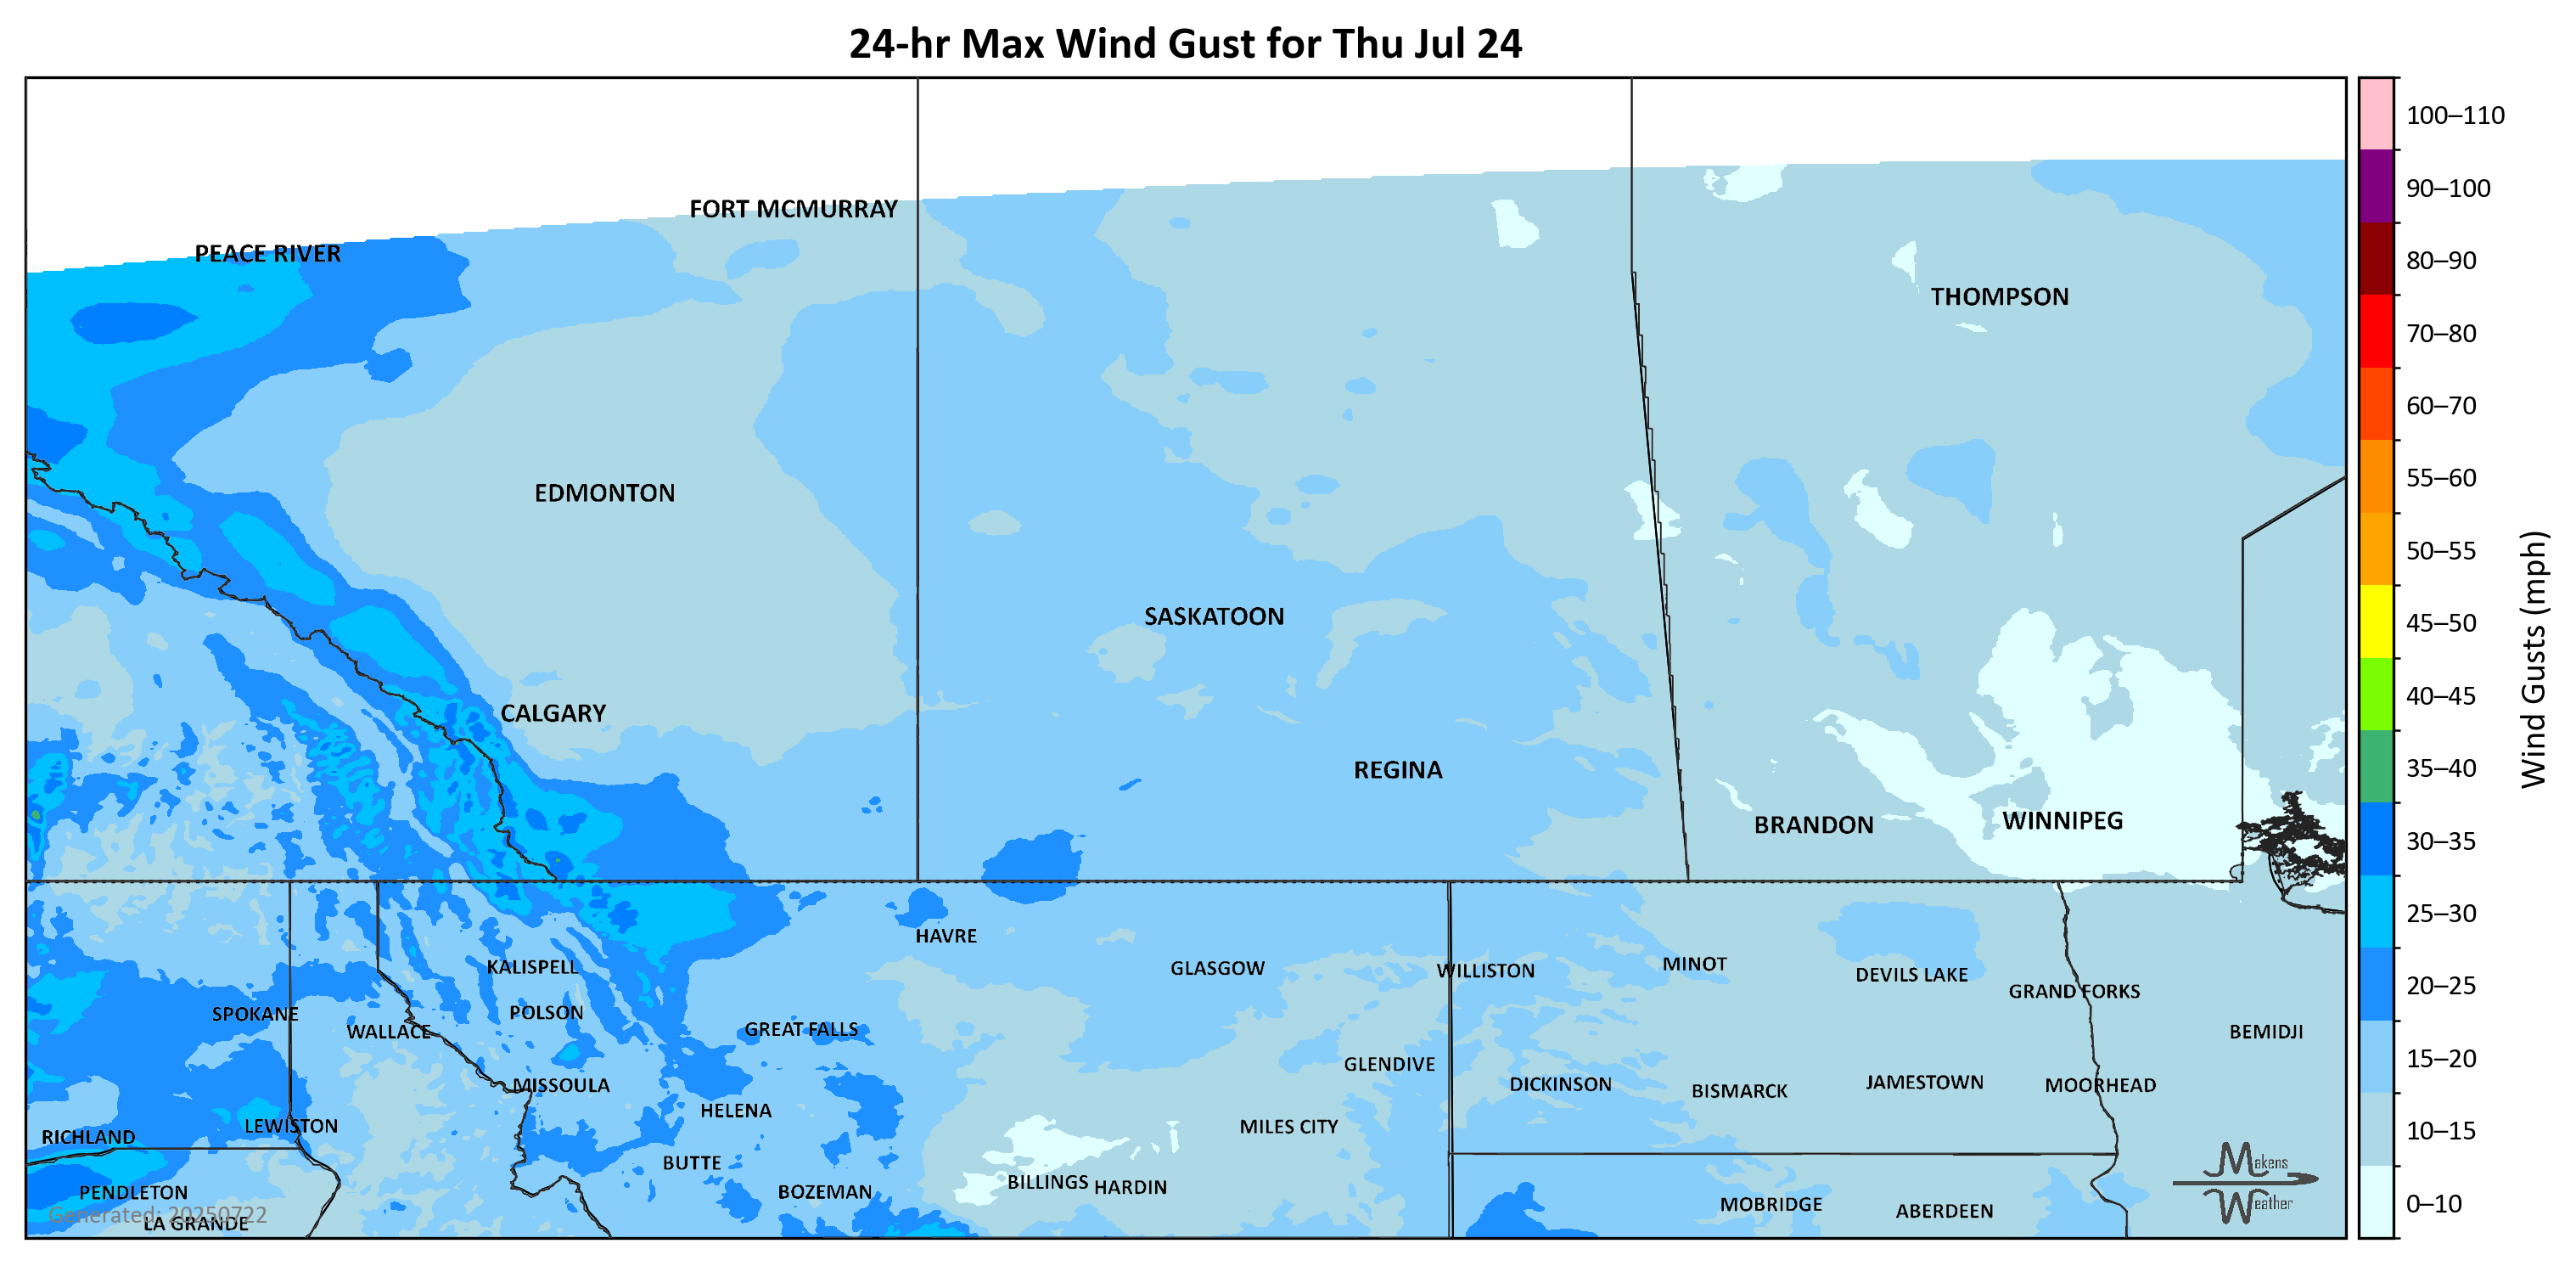 24-hr Max Wind Gust for Thu Jul 24
100–110
90–100
80–90
70–80
60–70
55–60
50–55
45–50
40–45
35–40
30–35
25–30
20–25
15–20
10–15
0–10
Wind Gusts (mph)
FORT MCMURRAY
PEACE RIVER
THOMPSON
EDMONTON
SASKATOON
CALGARY
REGINA
BRANDON
WINNIPEG
HAVRE
KALISPELL
GLASGOW
WILLISTON
MINOT
DEVILS LAKE
GRAND FORKS
SPOKANE
POLSON
WALLACE
GREAT FALLS
BEMIDJI
GLENDIVE
MISSOULA
DICKINSON
BISMARCK
JAMESTOWN
MOORHEAD
HELENA
LEWISTON
MILES CITY
RICHLAND
BUTTE
BILLINGS
HARDIN
PENDLETON
BOZEMAN
MOBRIDGE
ABERDEEN
Generated: 20250722
LA GRANDE
Makens
Weather